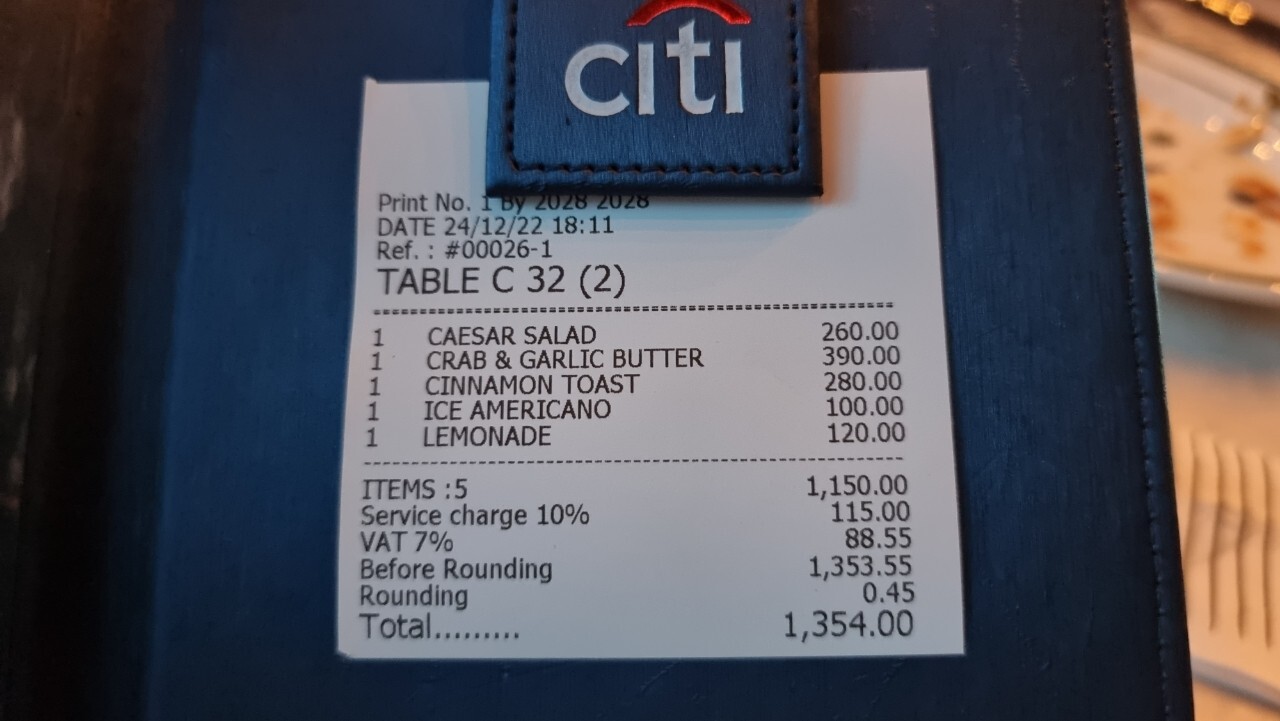 citi
Print No. 1 By 2028 2028
DATE 24/12/22 18:11
Ref. : #00026-1
TABLE C 32 (2)
1 CAESAR SALAD 260.00
1 CRAB & GARLIC BUTTER 390.00
1 CINNAMON TOAST 280.00
1 ICE AMERICANO 100.00
1 LEMONADE 120.00
ITEMS :5 1,150.00
Service charge 10% 115.00
VAT 7% 88.55
Before Rounding 1,353.55
Rounding 0.45
Total......... 1,354.00